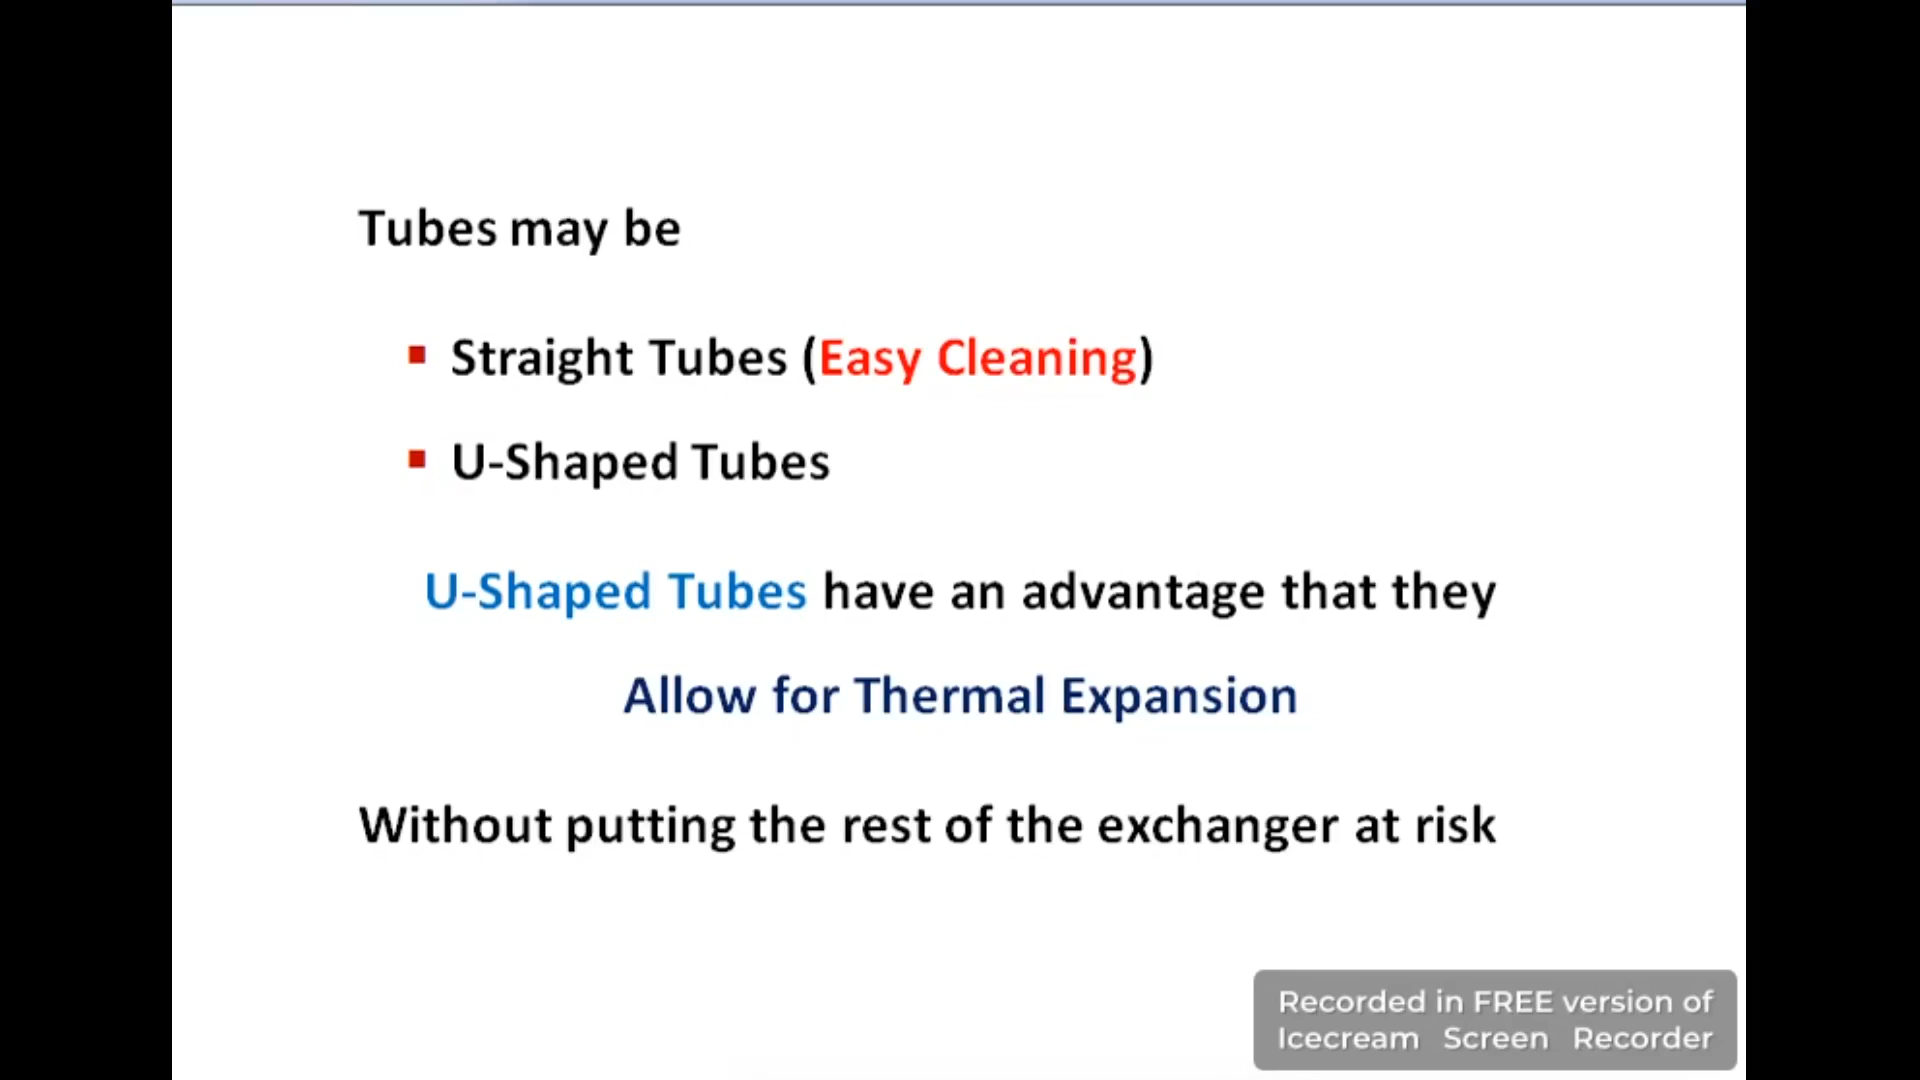 Tubes may be
Straight Tubes (Easy Cleaning)
U-Shaped Tubes
U-Shaped Tubes have an advantage that they
Allow for Thermal Expansion
Without putting the rest of the exchanger at risk
Recorded in FREE version of
Icecream Screen Recorder